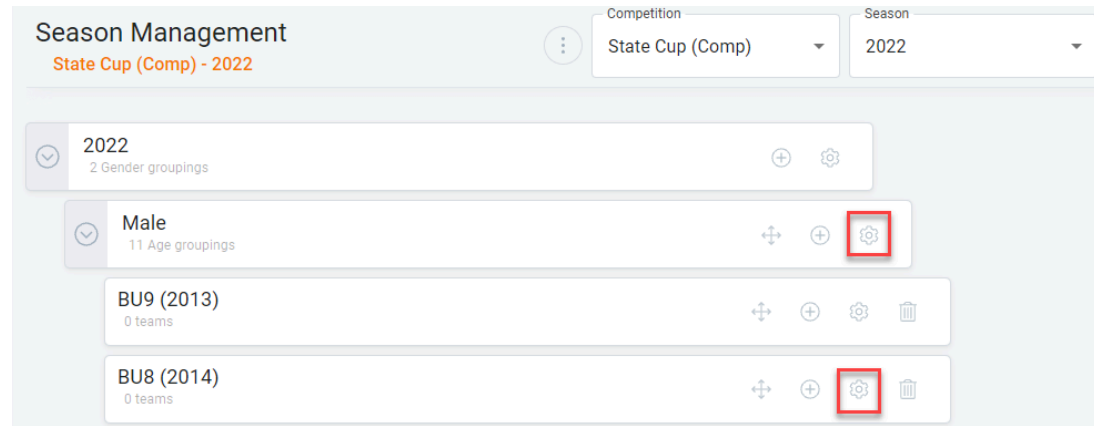 Season Management
State Cup (Comp) - 2022
Competition
State Cup (Comp)
Season
2022
2022
2 Gender groupings
Male
11 Age groupings
BU9 (2013)
0 teams
BU8 (2014)
0 teams